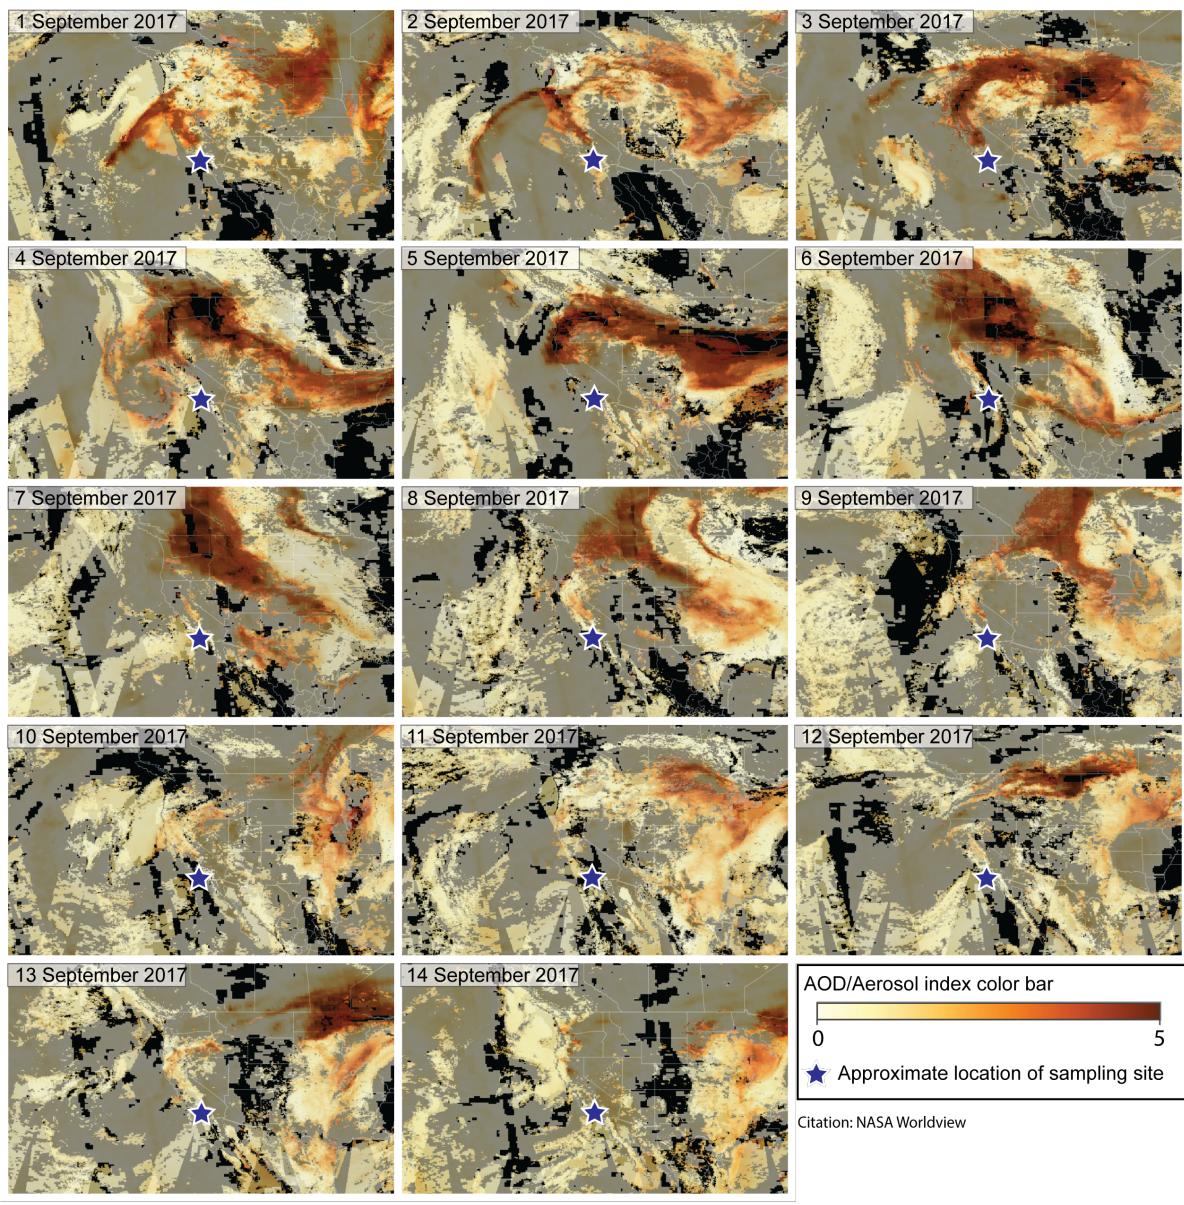 1 September 2017
2 September 2017
3 September 2017
4 September 2017
5 September 2017
6 September 2017
7 September 2017
8 September 2017
9 September 2017
10 September 2017
11 September 2017
12 September 2017
13 September 2017
14 September 2017
AOD/Aerosol index color bar
0 5
Approximate location of sampling site
Citation: NASA Worldview